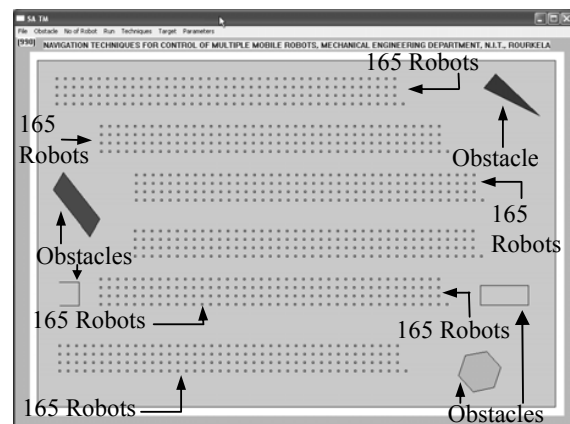 SA TM
File Obstacle No of Robot Run Techniques Target Parameters
(990) NAVIGATION TECHNIQUES FOR CONTROL OF MULTIPLE MOBILE ROBOTS, MECHANICAL ENGINEERING DEPARTMENT, N.I.T., ROURKELA
165 Robots
165
Robots
Obstacle
165
Robots
Obstacles
165 Robots
165 Robots
165 Robots
Obstacles